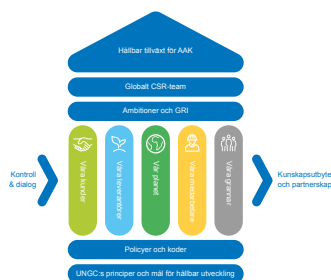 Hållbar tillväxt för AAK
Globalt CSR-team
Ambitioner och GRI
Kontroll
& dialog
Våra kunder
Våra leverantörer
Vår planet
Våra medarbetare
Våra grannar
Kunskapsutbyte
och partnerskap
Policyer och koder
UNGC:s principer och mål för hållbar utveckling